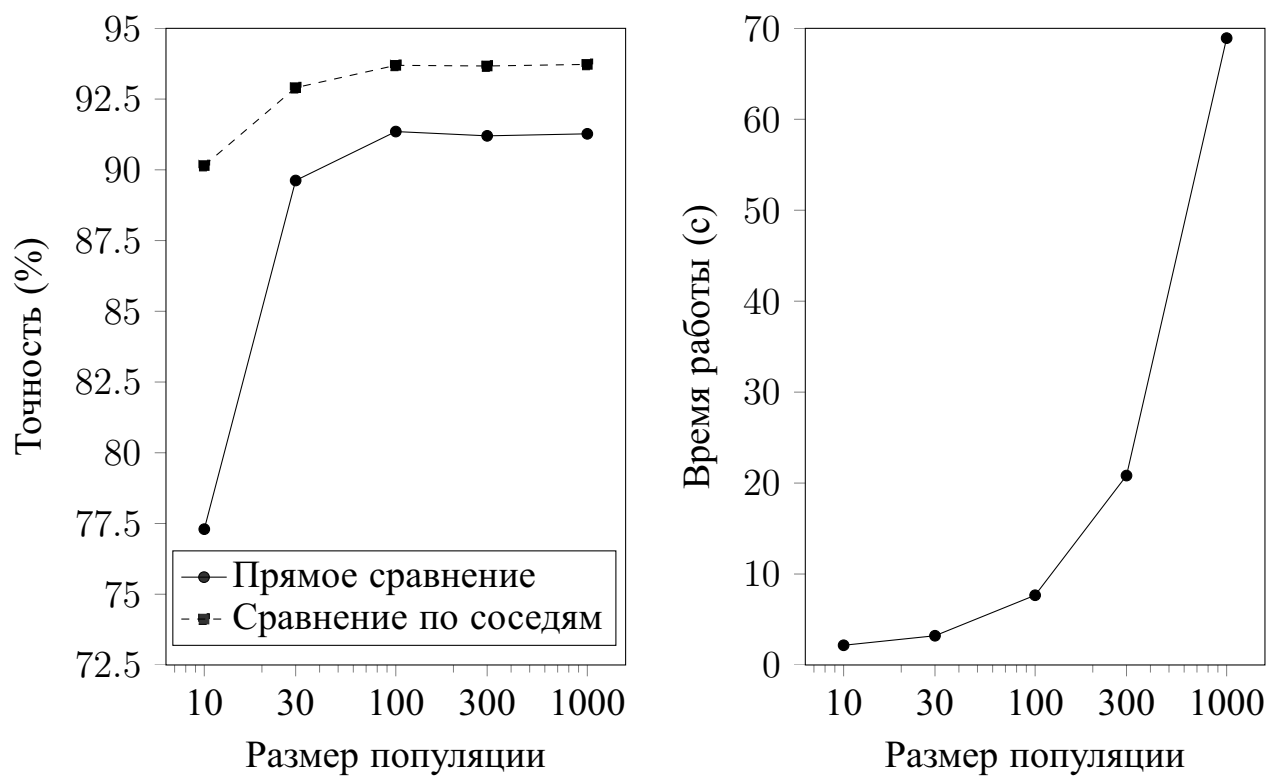 95
92.5
90
87.5
85
82.5
80
77.5
75
72.5
Точность (%)
Прямое сравнение
Сравнение по соседям
10 30 100 300 1000
Размер популяции
70
60
50
40
30
20
10
0
Время работы (с)
10 30 100 300 1000
Размер популяции